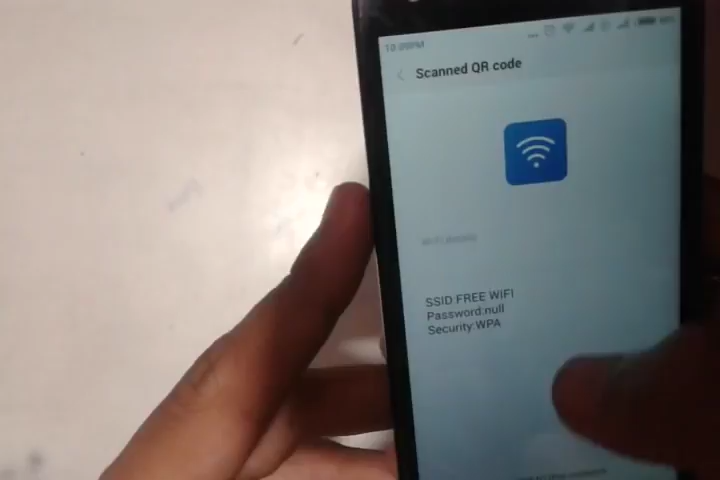 Scanned QR code
SSID FREE WIFI
Password:null
Security:WPA